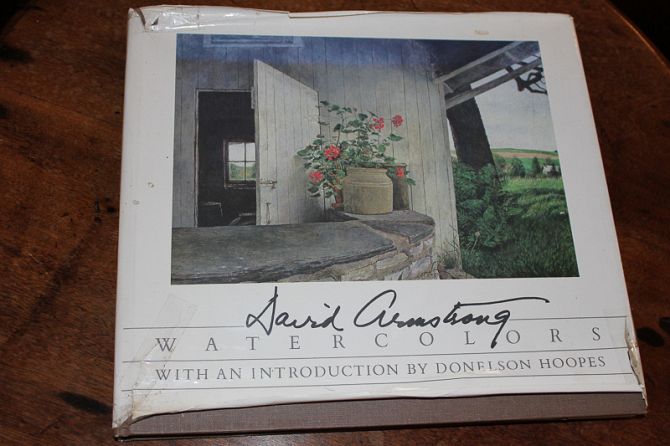 David Armstrong
WATERCOLORS
WITH AN INTRODUCTION BY DONELSON HOOPES